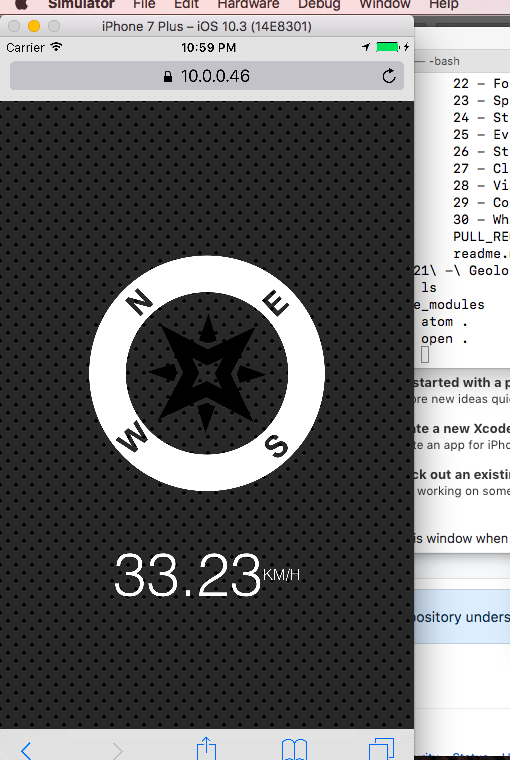 Simulator File Edit Hardware Debug Window Help
iPhone 7 Plus – iOS 10.3 (14E8301)
Carrier 10:59 PM
10.0.0.46
N
E
W
S
33.23 KM/H
— -bash
22 – Fo
23 – Sp
24 – St
25 – Ev
26 – St
27 – Cl
28 – Vi
29 – Co
30 – Wh
PULL_RE
readme.
21\ -\ Geolo
ls
e_modules
atom .
open .
started with a p
ore new ideas quic
ate a new Xcode
te an app for iPho
ck out an existin
working on some
is window when
ository unders